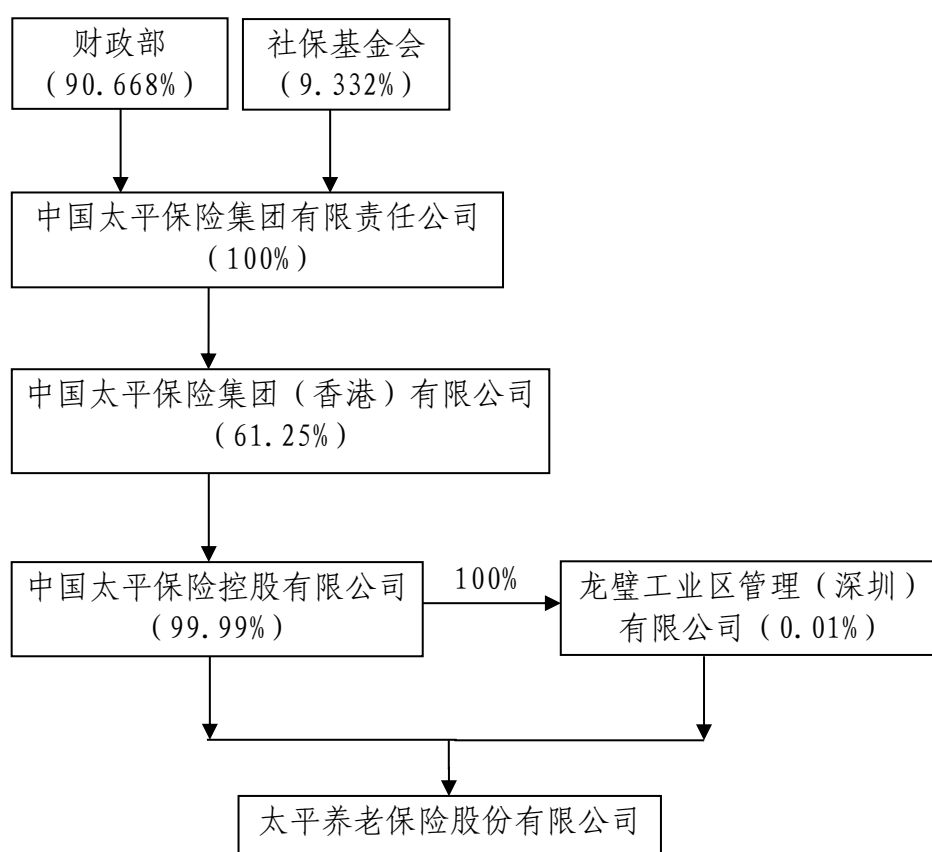 财政部
(90.668%)
社保基金会
(9.332%)
中国太平保险集团有限责任公司
(100%)
中国太平保险集团（香港）有限公司
(61.25%)
中国太平保险控股有限公司
(99.99%)
100%
龙璧工业区管理（深圳）
有限公司(0.01%)
太平养老保险股份有限公司